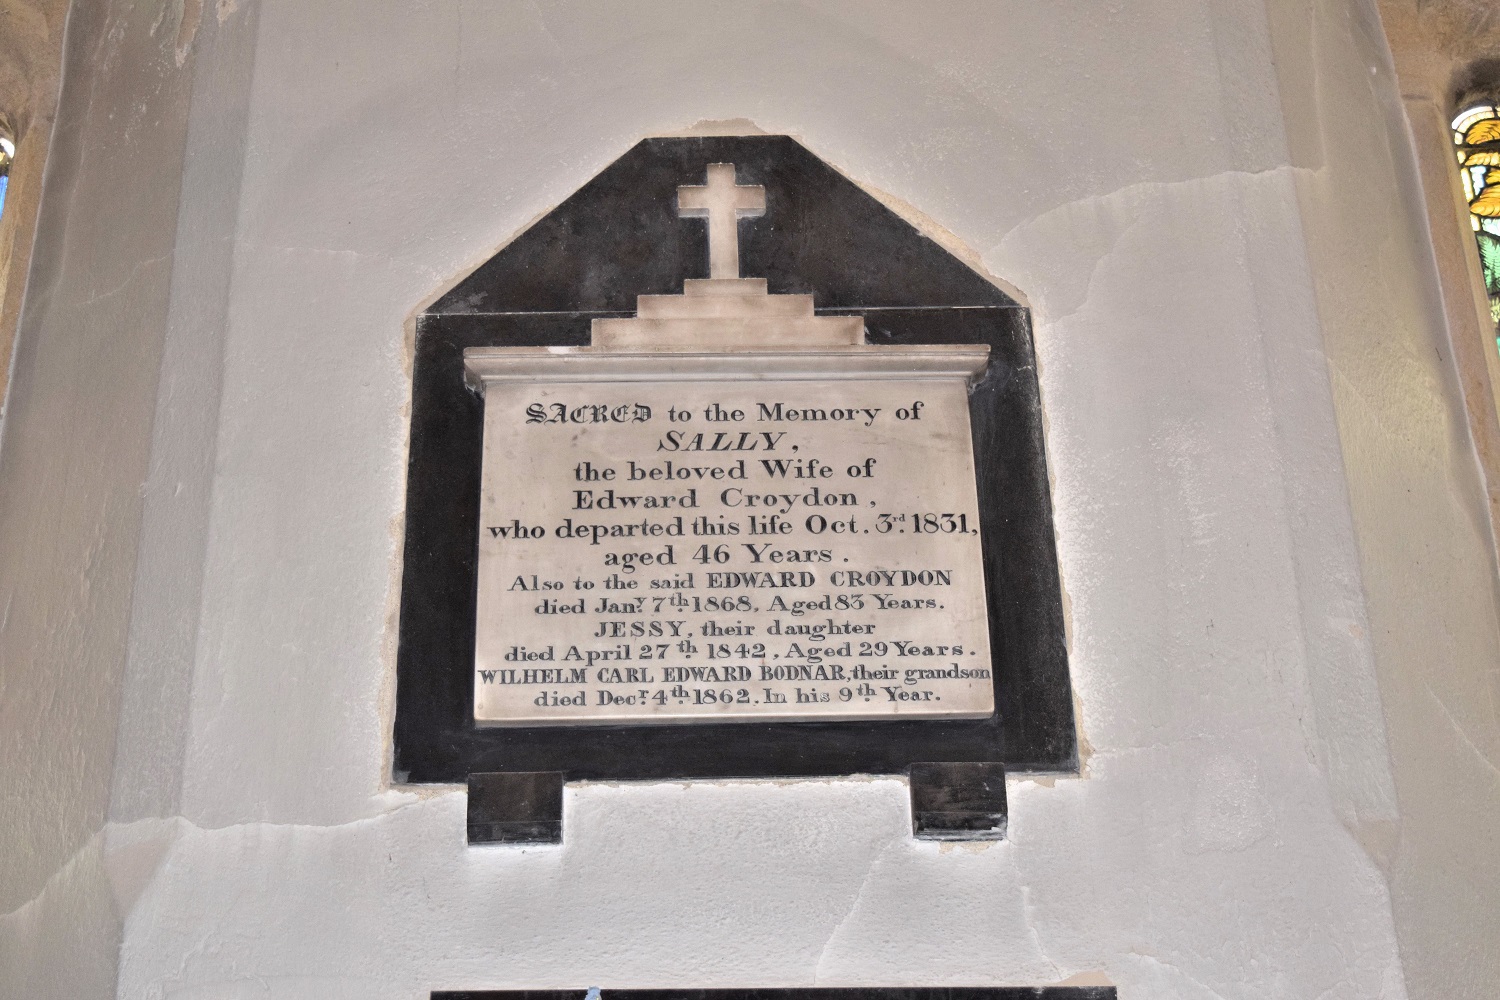 SACRED to the Memory of
SALLY,
the beloved Wife of
Edward Croydon,
who departed this life Oct. 3rd. 1831,
aged 46 Years.
Also to the said EDWARD CROYDON
died Jany. 7th. 1868, Aged 83 Years.
JESSY, their daughter
died April 27th. 1842, Aged 29 Years.
WILHELM CARL EDWARD BODNAR, their grandson
died Decr. 4th. 1862. In his 9th. Year.